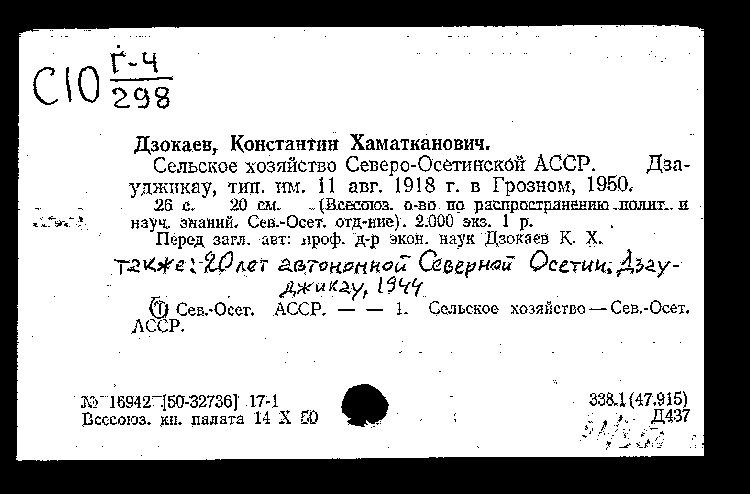 С10 Г-4
298
Дзокаев, Константин Хаматканович.
Сельское хозяйство Северо-Осетинской АССР. Дза-
уджикау, тип. им. 11 авг. 1918 г. в Грозном, 1950.
26 с. 20 см. (Всесоюз. о-во по распространению полит. и
науч. знаний. Сев.-Осет. отд-ние). 2.000 экз. 1 р.
Перед загл. авт: проф. д-р экон. наук Дзокаев К. Х.
также: 20 лет автономной Северной Осетии. Дзау-
джикау, 1944
① Сев.-Осет. АССР. — — 1. Сельское хозяйство — Сев.-Осет.
АССР.
№ 16942 [50-32736] 17-1 338.1(47.915)
Всесоюз. кн. палата 14 X 50 Д437